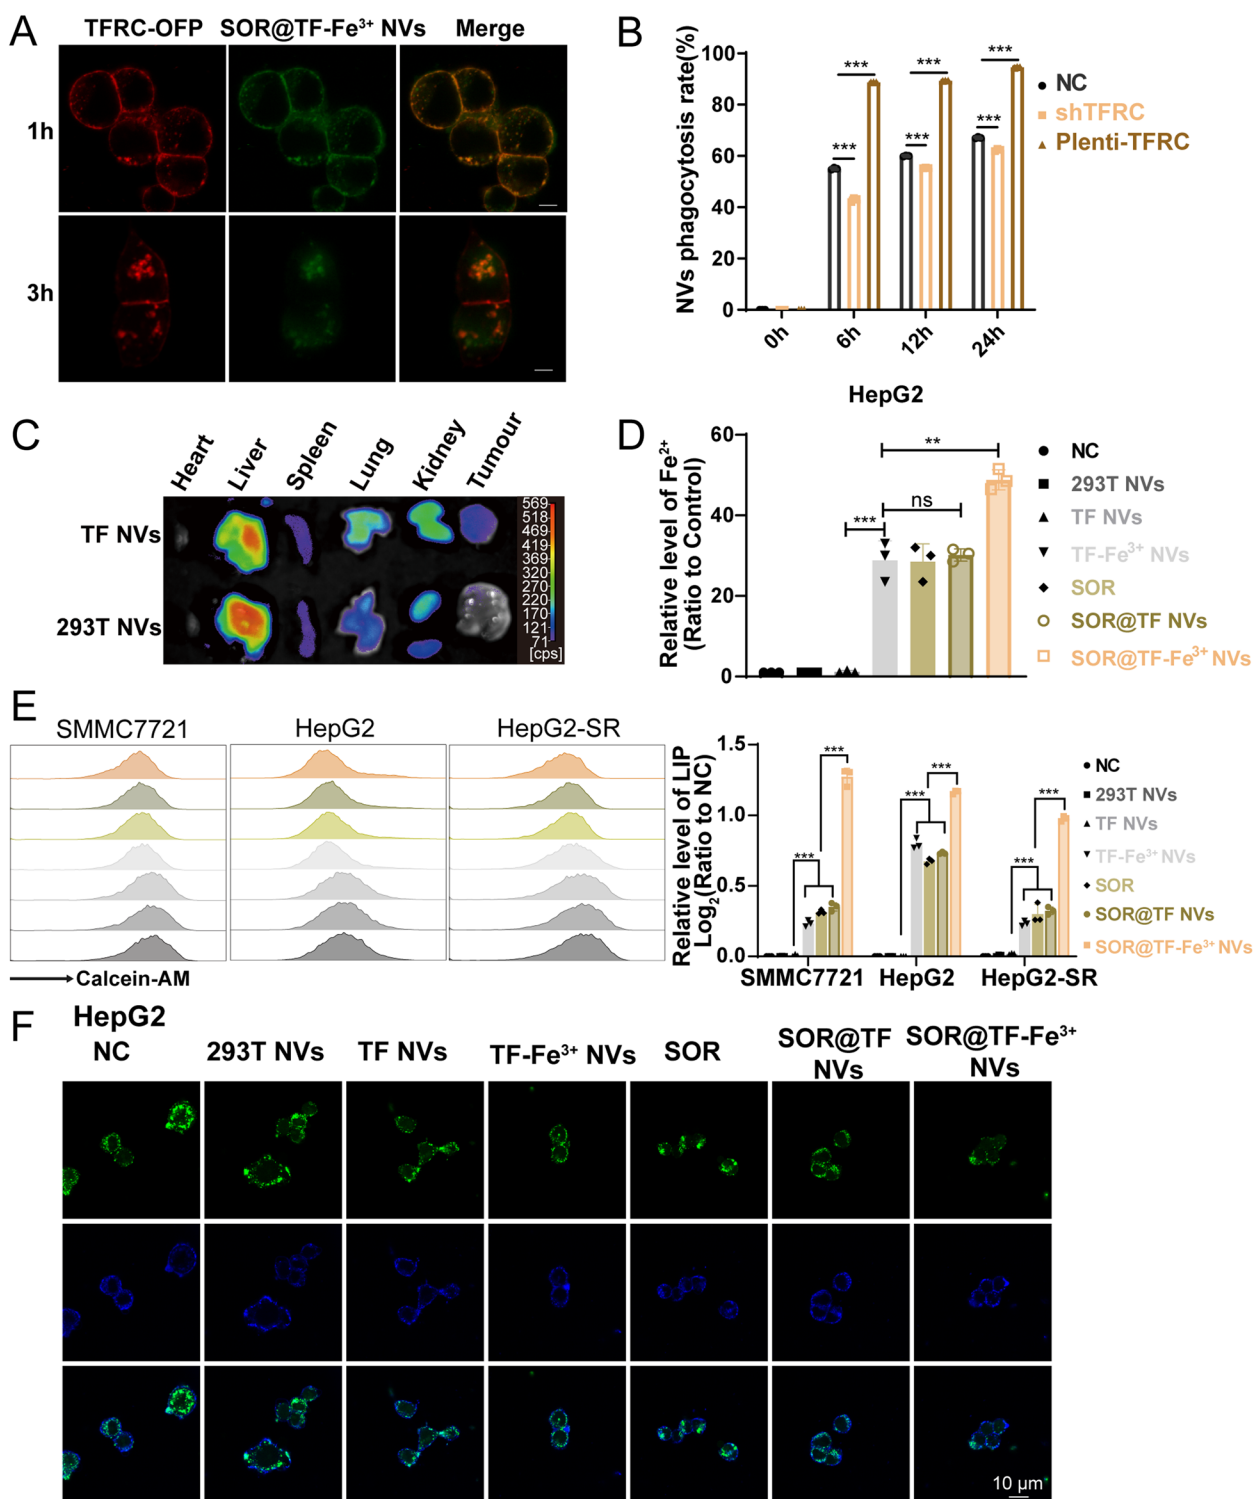 A
TFRC-OFP SOR@TF-Fe³⁺ NVs Merge
1h
3h
B
NVs phagocytosis rate(%)
100
80
60
40
20
0
*** *** ***
*** *** ***
0h 6h 12h 24h
NC
shTFRC
Plenti-TFRC
C
Heart Liver Spleen Lung Kidney Tumour
TF NVs
293T NVs
569
518
469
419
369
320
270
220
170
121
71
[cps]
D
HepG2
Relative level of Fe²⁺
(Ratio to Control)
60
40
20
0
**
ns
***
NC
293T NVs
TF NVs
TF-Fe³⁺ NVs
SOR
SOR@TF NVs
SOR@TF-Fe³⁺ NVs
E
SMMC7721 HepG2 HepG2-SR
Calcein-AM
Relative level of LIP
Log₂(Ratio to NC)
1.5
1.0
0.5
0.0
*** *** ***
*** *** ***
SMMC7721 HepG2 HepG2-SR
NC
293T NVs
TF NVs
TF-Fe³⁺ NVs
SOR
SOR@TF NVs
SOR@TF-Fe³⁺ NVs
F
HepG2
NC 293T NVs TF NVs TF-Fe³⁺ NVs SOR SOR@TF NVs SOR@TF-Fe³⁺ NVs
10 μm